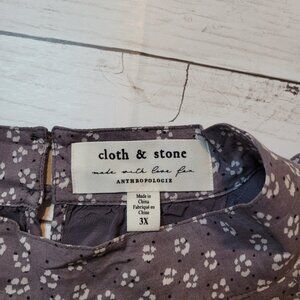 cloth & stone
made with love for
ANTHROPOLOGIE
Made in
China
Fabriqué en
Chine
3X